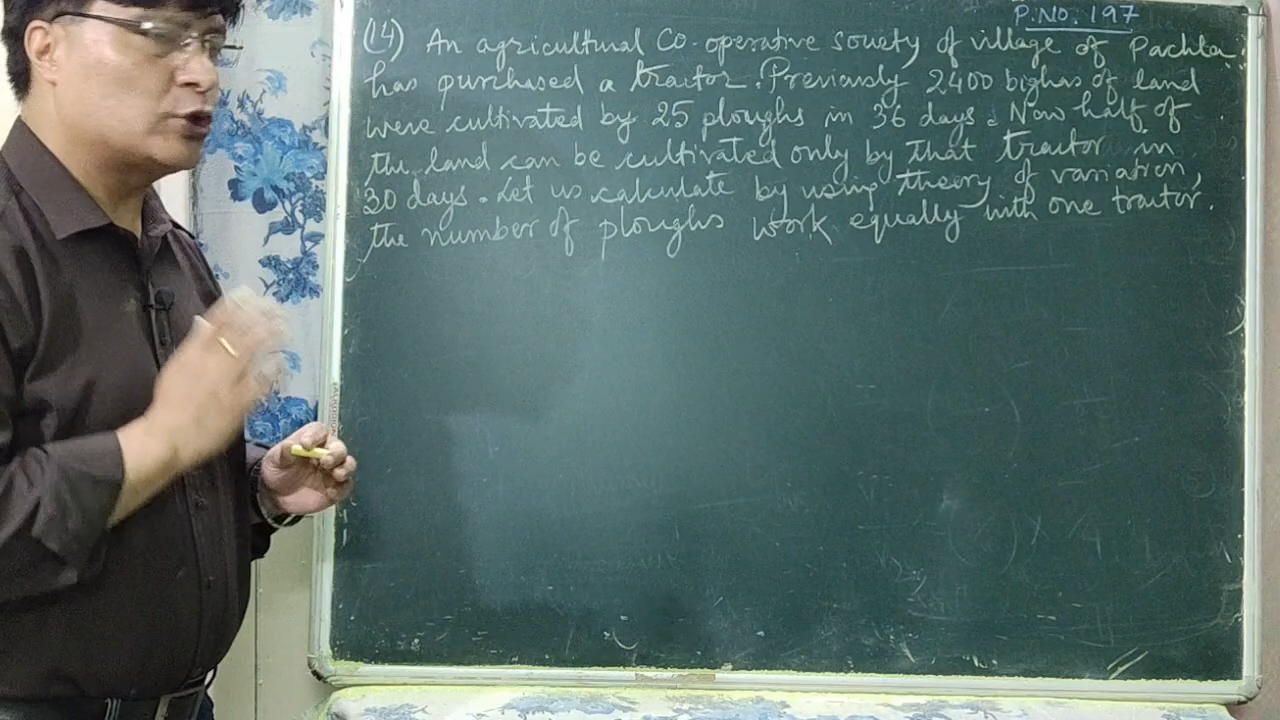 P.NO. 197
(14) An agricultural Co-operative society of village of Pachla
has purchased a tractor. Previously 2400 bighas of land
were cultivated by 25 ploughs in 36 days. Now half of
the land can be cultivated only by that tractor in
30 days. Let us calculate by using theory of variation,
the number of ploughs work equally with one tractor.